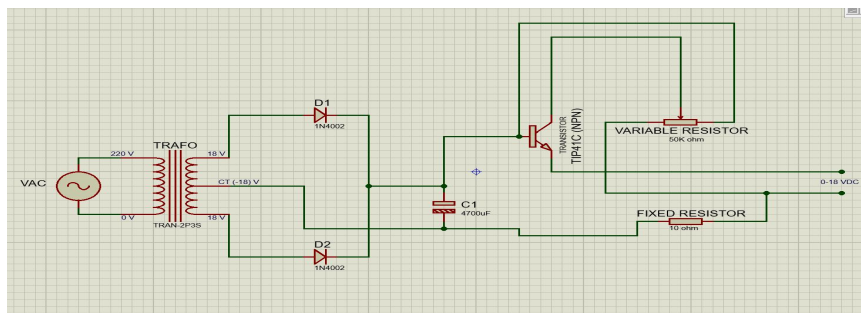 VAC
220 V
0 V
TRAFO
TRAN-2P3S
18 V
CT (-18) V
18 V
D1
1N4002
D2
1N4002
C1
4700uF
TRANSISTOR
TIP41C (NPN)
VARIABLE RESISTOR
50K ohm
0-18 VDC
FIXED RESISTOR
10 ohm